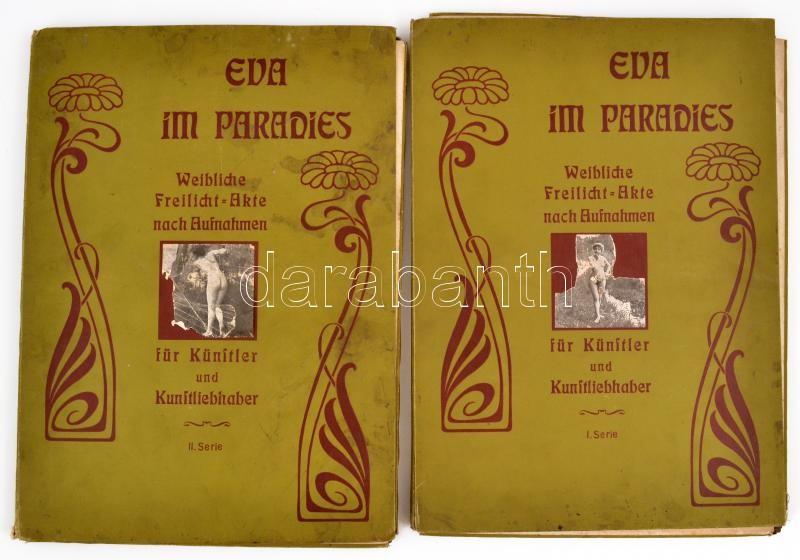 EVA
im PARADIES
Weibliche
Freilicht=Akte
nach Aufnahmen
für Künſtler
und
Kunſtliebhaber
II. Serie
EVA
im PARADIES
Weibliche
Freilicht=Akte
nach Aufnahmen
für Künſtler
und
Kunſtliebhaber
I. Serie
darabanth